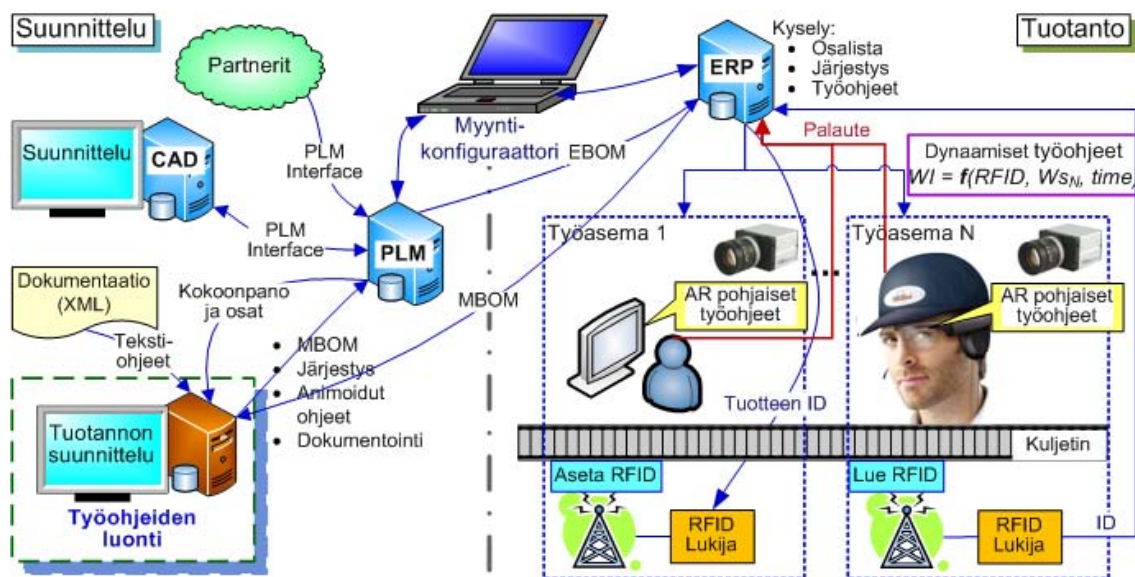 Suunnittelu
Partnerit
Suunnittelu
CAD
PLM
Interface
PLM
Interface
Myynti-
konfiguraattori
EBOM
PLM
ERP
Kysely:
• Osalista
• Järjestys
• Työohjeet
Tuotanto
Palaute
Dynaamiset työohjeet
WI = f(RFID, WsN, time)
Dokumentaatio
(XML)
Teksti-
ohjeet
Kokoonpano
ja osat
MBOM
• MBOM
• Järjestys
• Animoidut
ohjeet
• Dokumentointi
Tuotannon
suunnittelu
Työohjeiden
luonti
Työasema 1
AR pohjaiset
työohjeet
...
Työasema N
AR pohjaiset
työohjeet
Tuotteen ID
Kuljetin
Aseta RFID
RFID
Lukija
Lue RFID
RFID
Lukija
ID